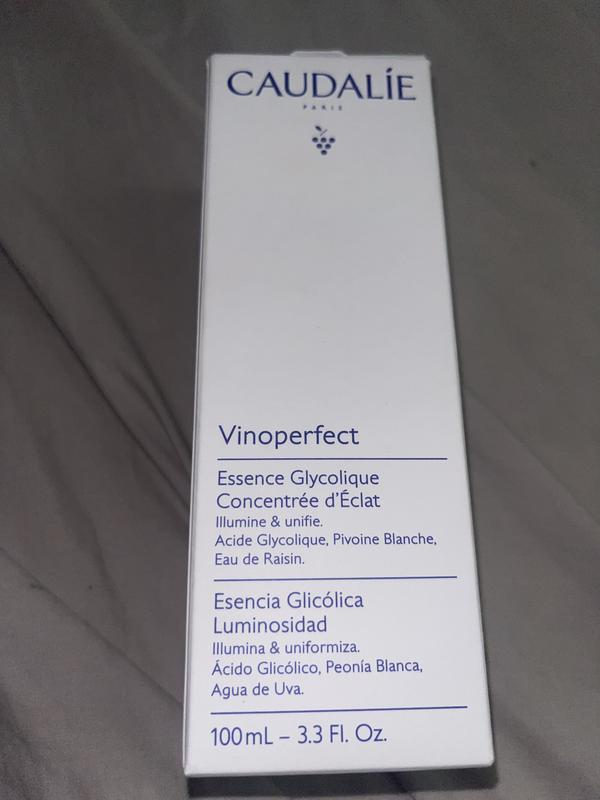 CAUDALÍE
PARIS
Vinoperfect
Essence Glycolique
Concentrée d'Éclat
Illumine & unifie.
Acide Glycolique, Pivoine Blanche,
Eau de Raisin.
Esencia Glicólica
Luminosidad
Illumina & uniformiza.
Ácido Glicólico, Peonía Blanca,
Agua de Uva.
100mL – 3.3 Fl. Oz.